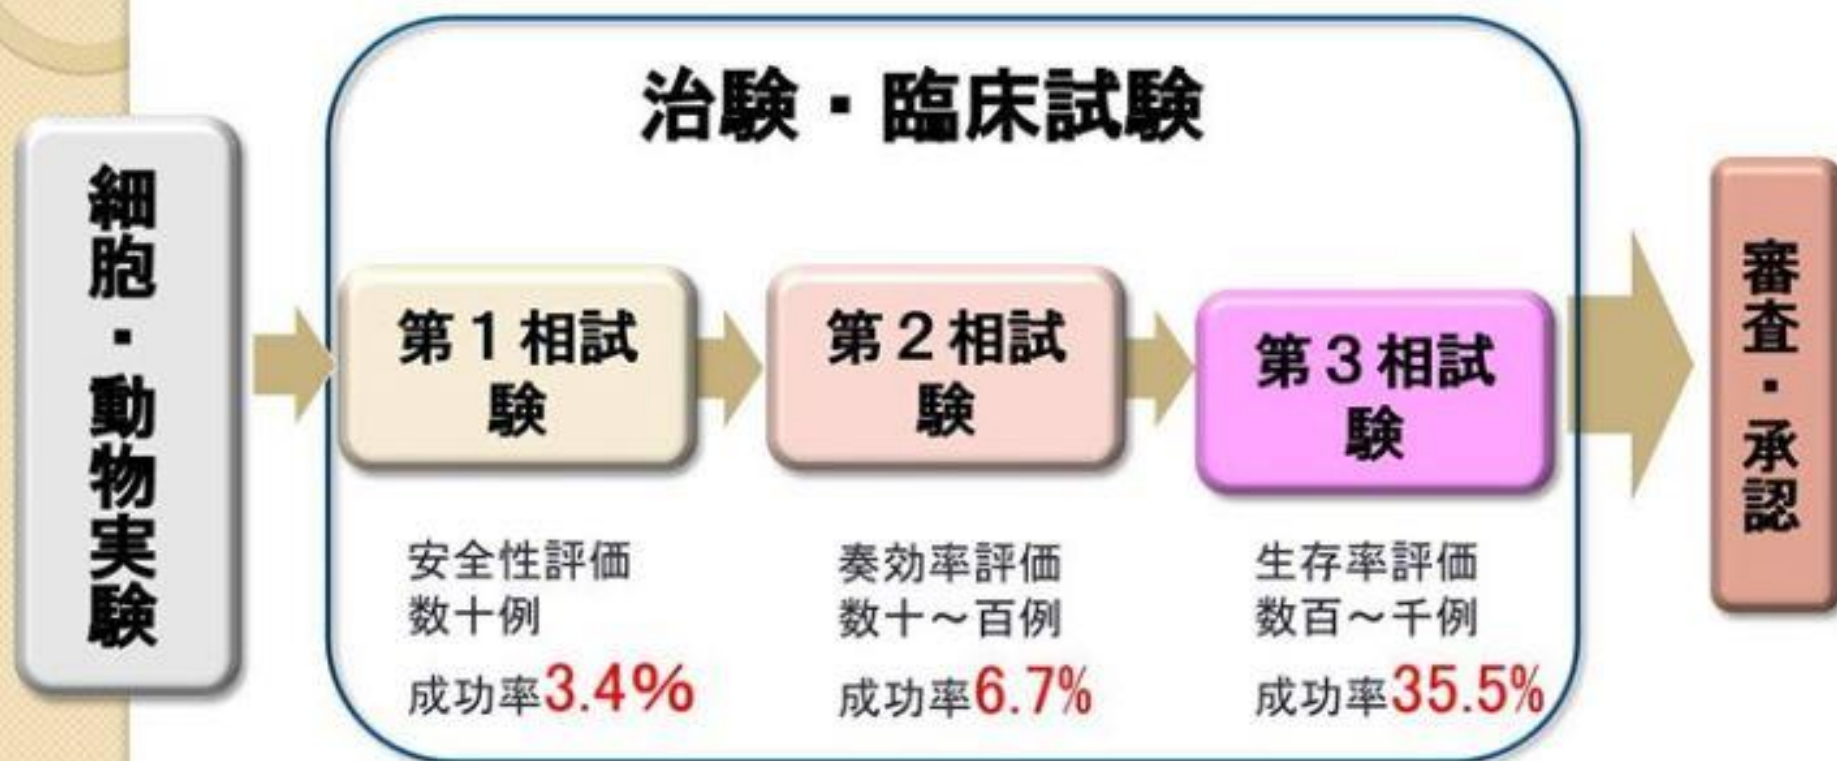 治験・臨床試験
細胞・動物実験
第１相試
験
安全性評価
数十例
成功率3.4%
第２相試
験
奏効率評価
数十～百例
成功率6.7%
第３相試
験
生存率評価
数百～千例
成功率35.5%
審査・承認